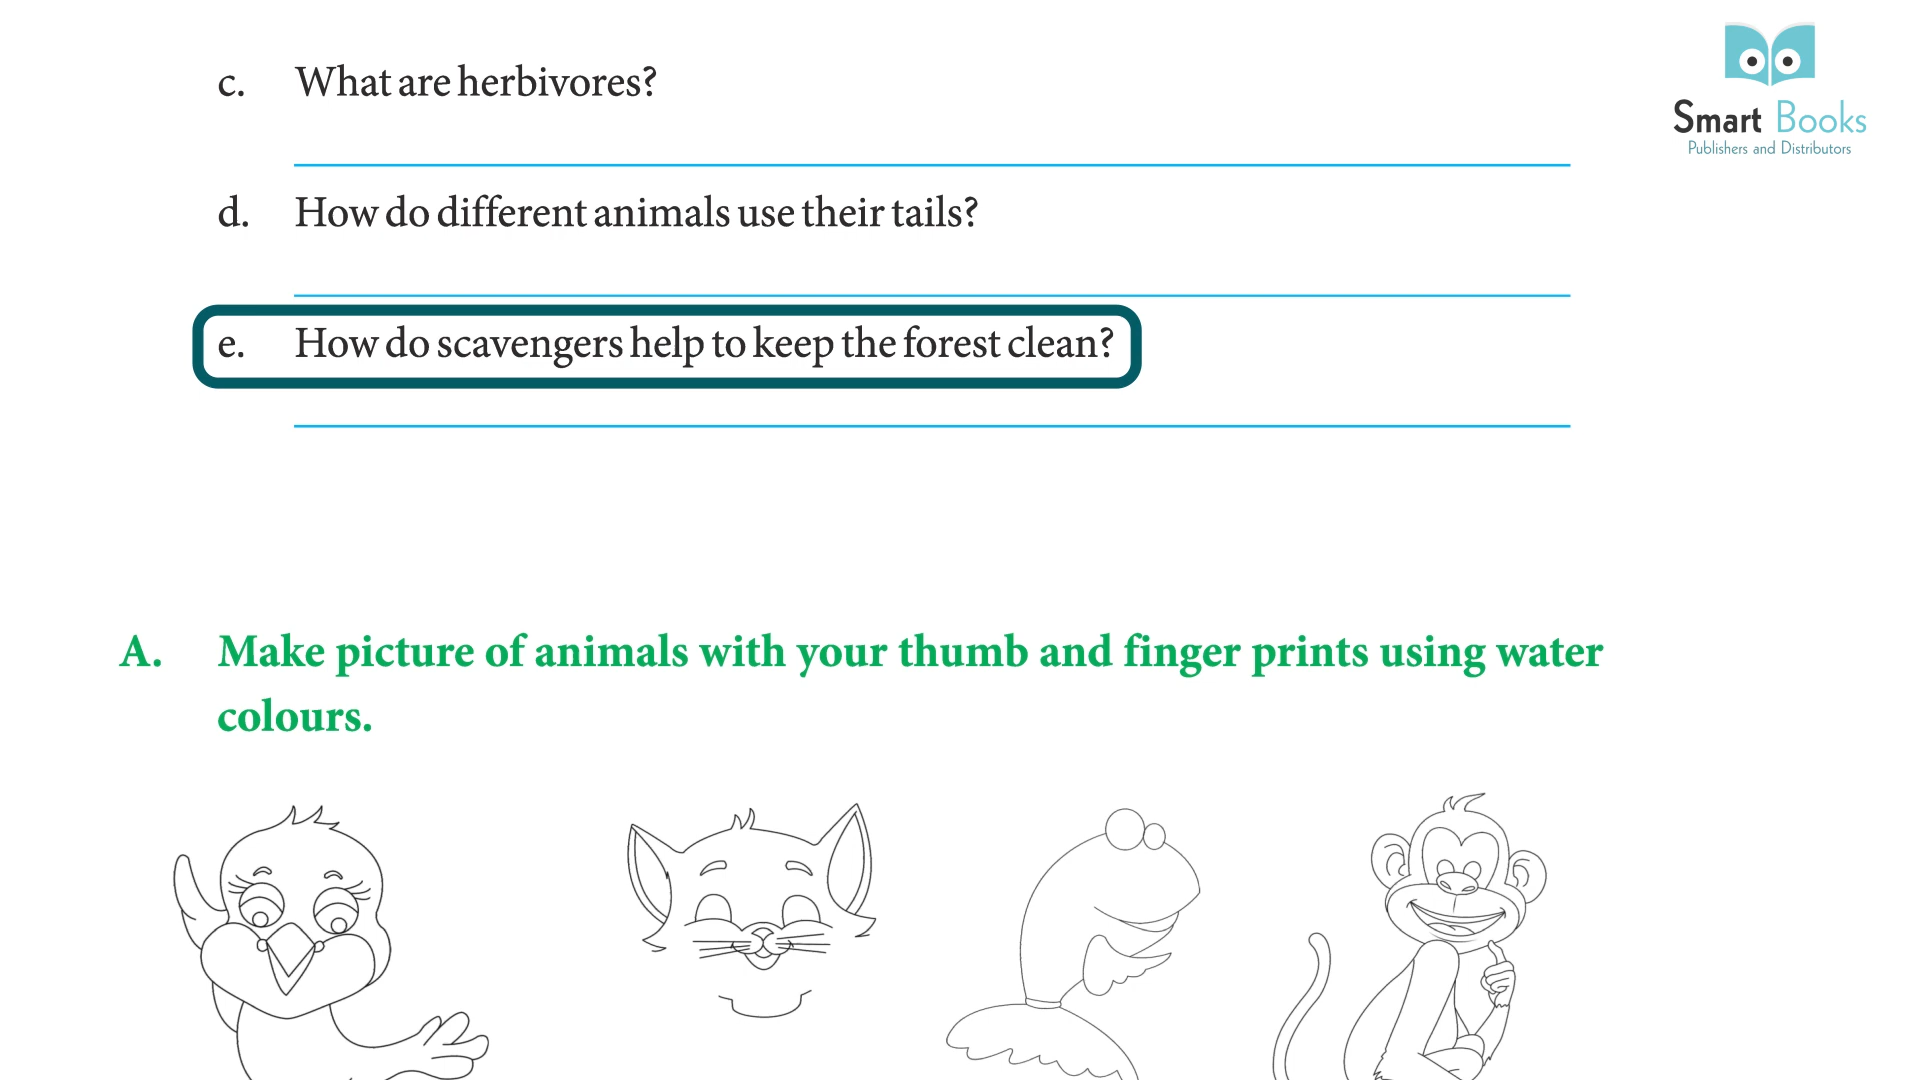 Smart Books
Publishers and Distributors
c. What are herbivores?
d. How do different animals use their tails?
e. How do scavengers help to keep the forest clean?
A. Make picture of animals with your thumb and finger prints using water
colours.